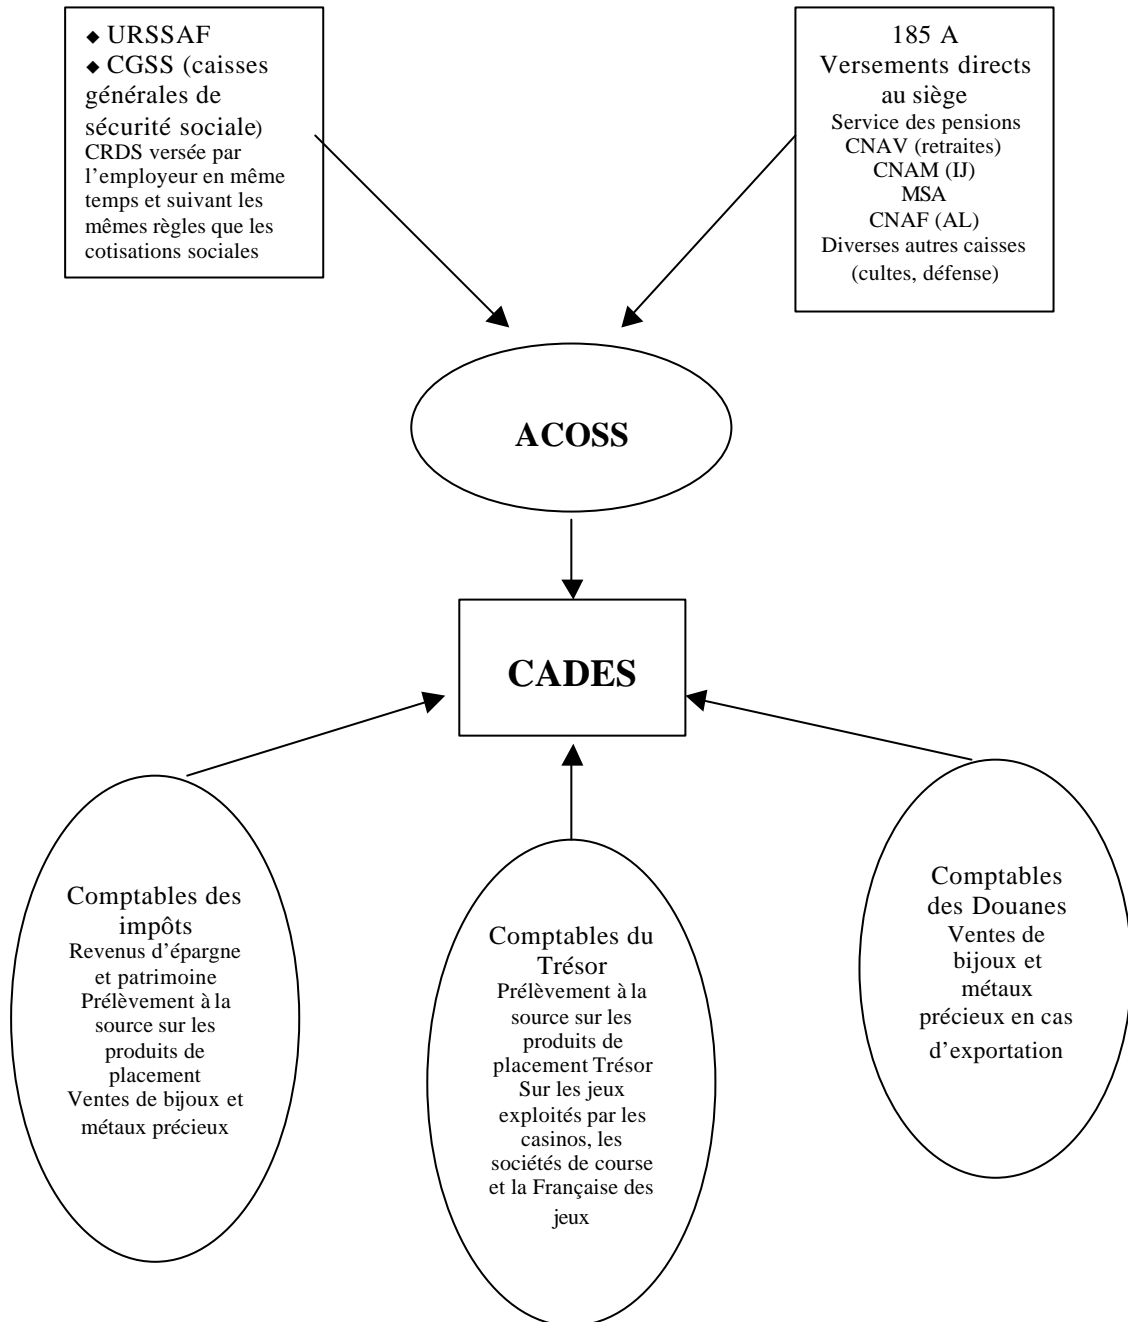 ◆ URSSAF
◆ CGSS (caisses
générales de
sécurité sociale)
CRDS versée par
l’employeur en même
temps et suivant les
mêmes règles que les
cotisations sociales
185 A
Versements directs
au siège
Service des pensions
CNAV (retraites)
CNAM (IJ)
MSA
CNAF (AL)
Diverses autres caisses
(cultes, défense)
ACOSS
CADES
Comptables des
impôts
Revenus d’épargne
et patrimoine
Prélèvement à la
source sur les
produits de
placement
Ventes de bijoux et
métaux précieux
Comptables du
Trésor
Prélèvement à la
source sur les
produits de
placement Trésor
Sur les jeux
exploités par les
casinos, les
sociétés de course
et la Française des
jeux
Comptables
des Douanes
Ventes de
bijoux et
métaux
précieux en cas
d’exportation